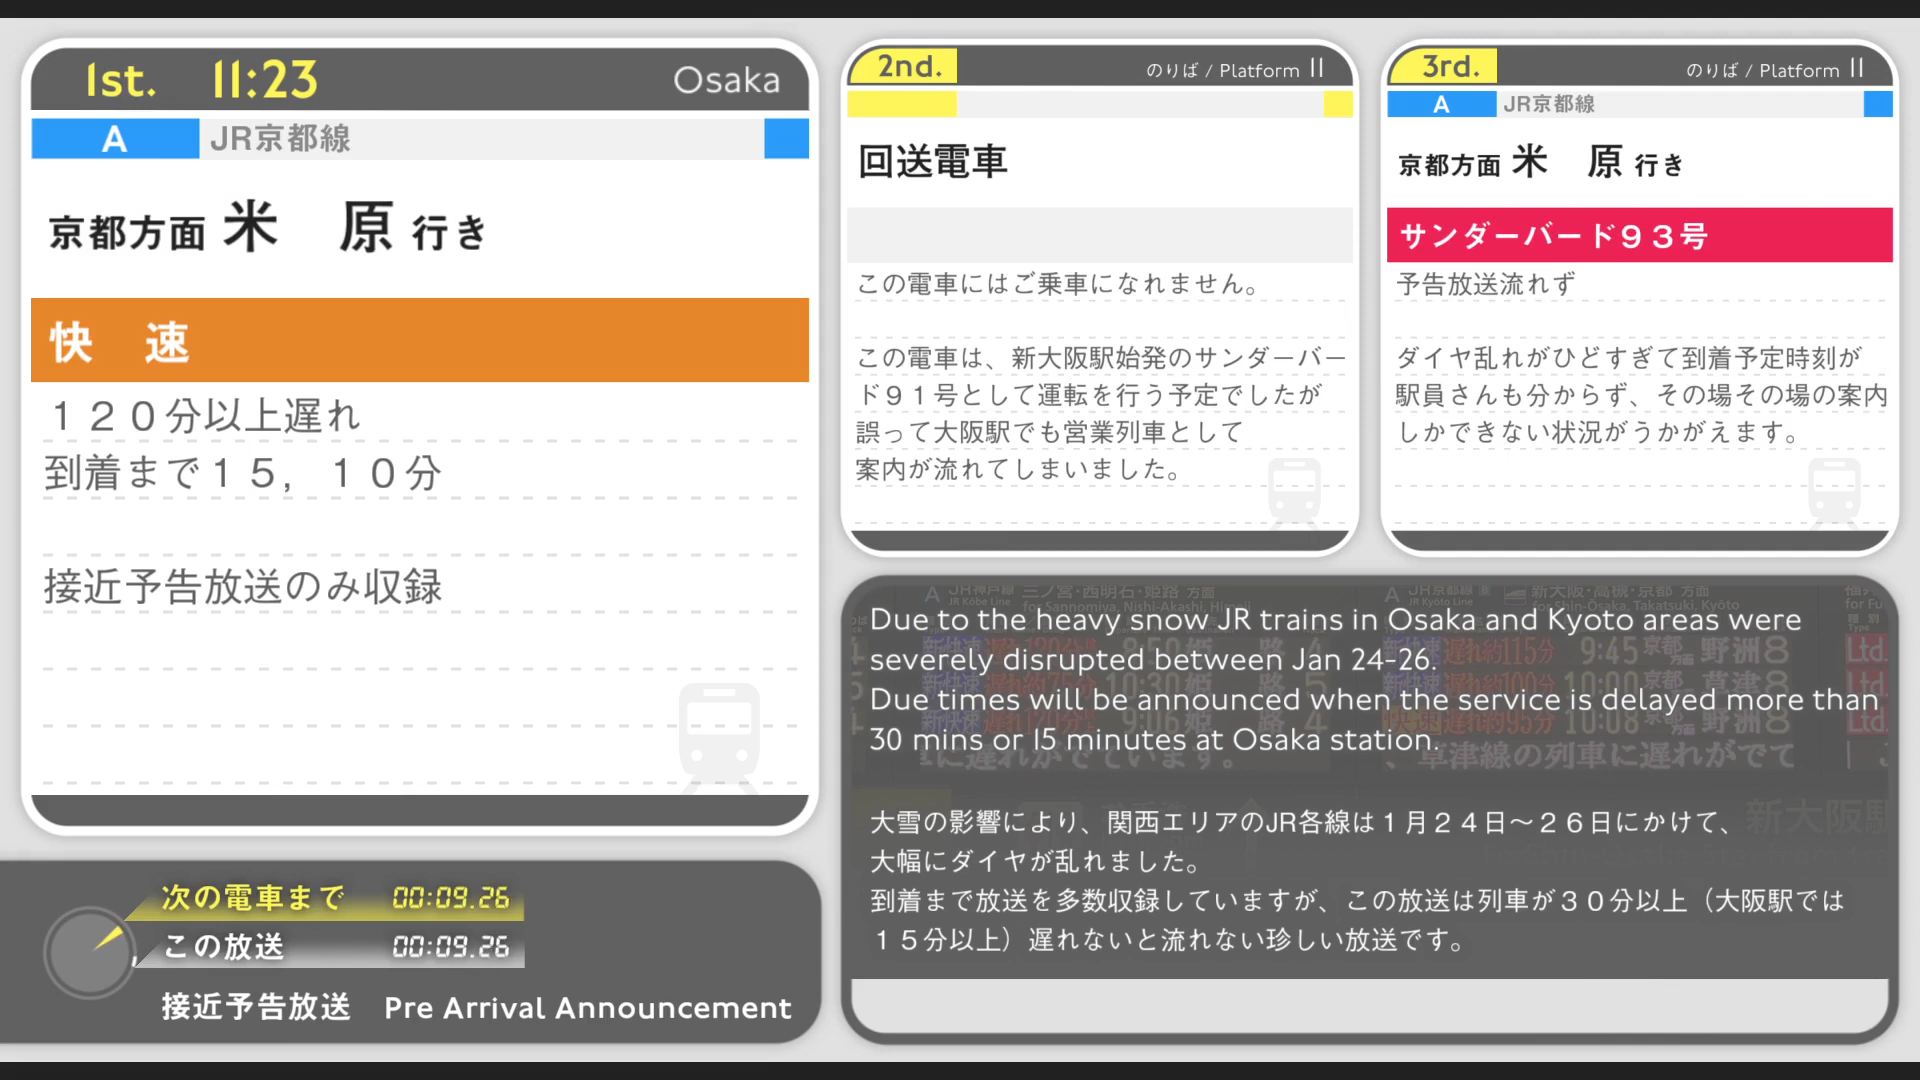 1st. 11:23 Osaka
A JR京都線
京都方面 米　原 行き
快　速
１２０分以上遅れ
到着まで１５，１０分
接近予告放送のみ収録
2nd. のりば / Platform 11
回送電車
この電車にはご乗車になれません。
この電車は、新大阪駅始発のサンダーバー
ド９１号として運転を行う予定でしたが
誤って大阪駅でも営業列車として
案内が流れてしまいました。
3rd. のりば / Platform 11
A JR京都線
京都方面 米　原 行き
サンダーバード９３号
予告放送流れず
ダイヤ乱れがひどすぎて到着予定時刻が
駅員さんも分からず、その場その場の案内
しかできない状況がうかがえます。
次の電車まで 00:09.26
この放送 00:09.26
接近予告放送 Pre Arrival Announcement
Due to the heavy snow JR trains in Osaka and Kyoto areas were
severely disrupted between Jan 24-26.
Due times will be announced when the service is delayed more than
30 mins or 15 minutes at Osaka station.
大雪の影響により、関西エリアのJR各線は１月２４日～２６日にかけて、
大幅にダイヤが乱れました。
到着まで放送を多数収録していますが、この放送は列車が３０分以上（大阪駅では
１５分以上）遅れないと流れない珍しい放送です。